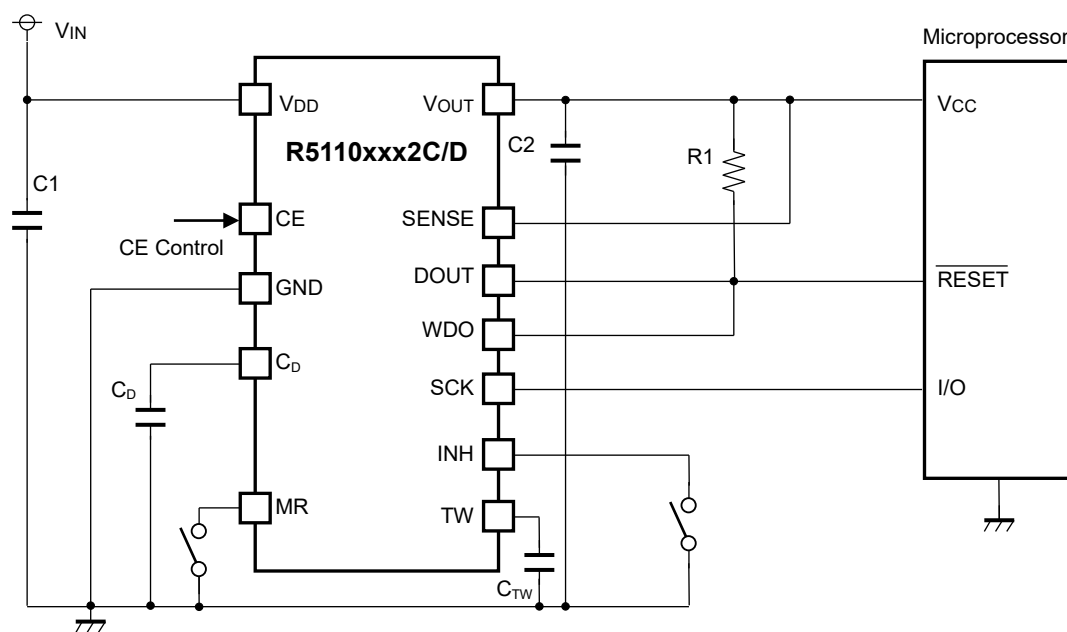 VIN
Microprocessor
VDD
VOUT
VCC
R5110xxx2C/D
C2
R1
C1
CE
SENSE
CE Control
DOUT
RESET
GND
WDO
CD
SCK
I/O
CD
INH
MR
TW
CTW